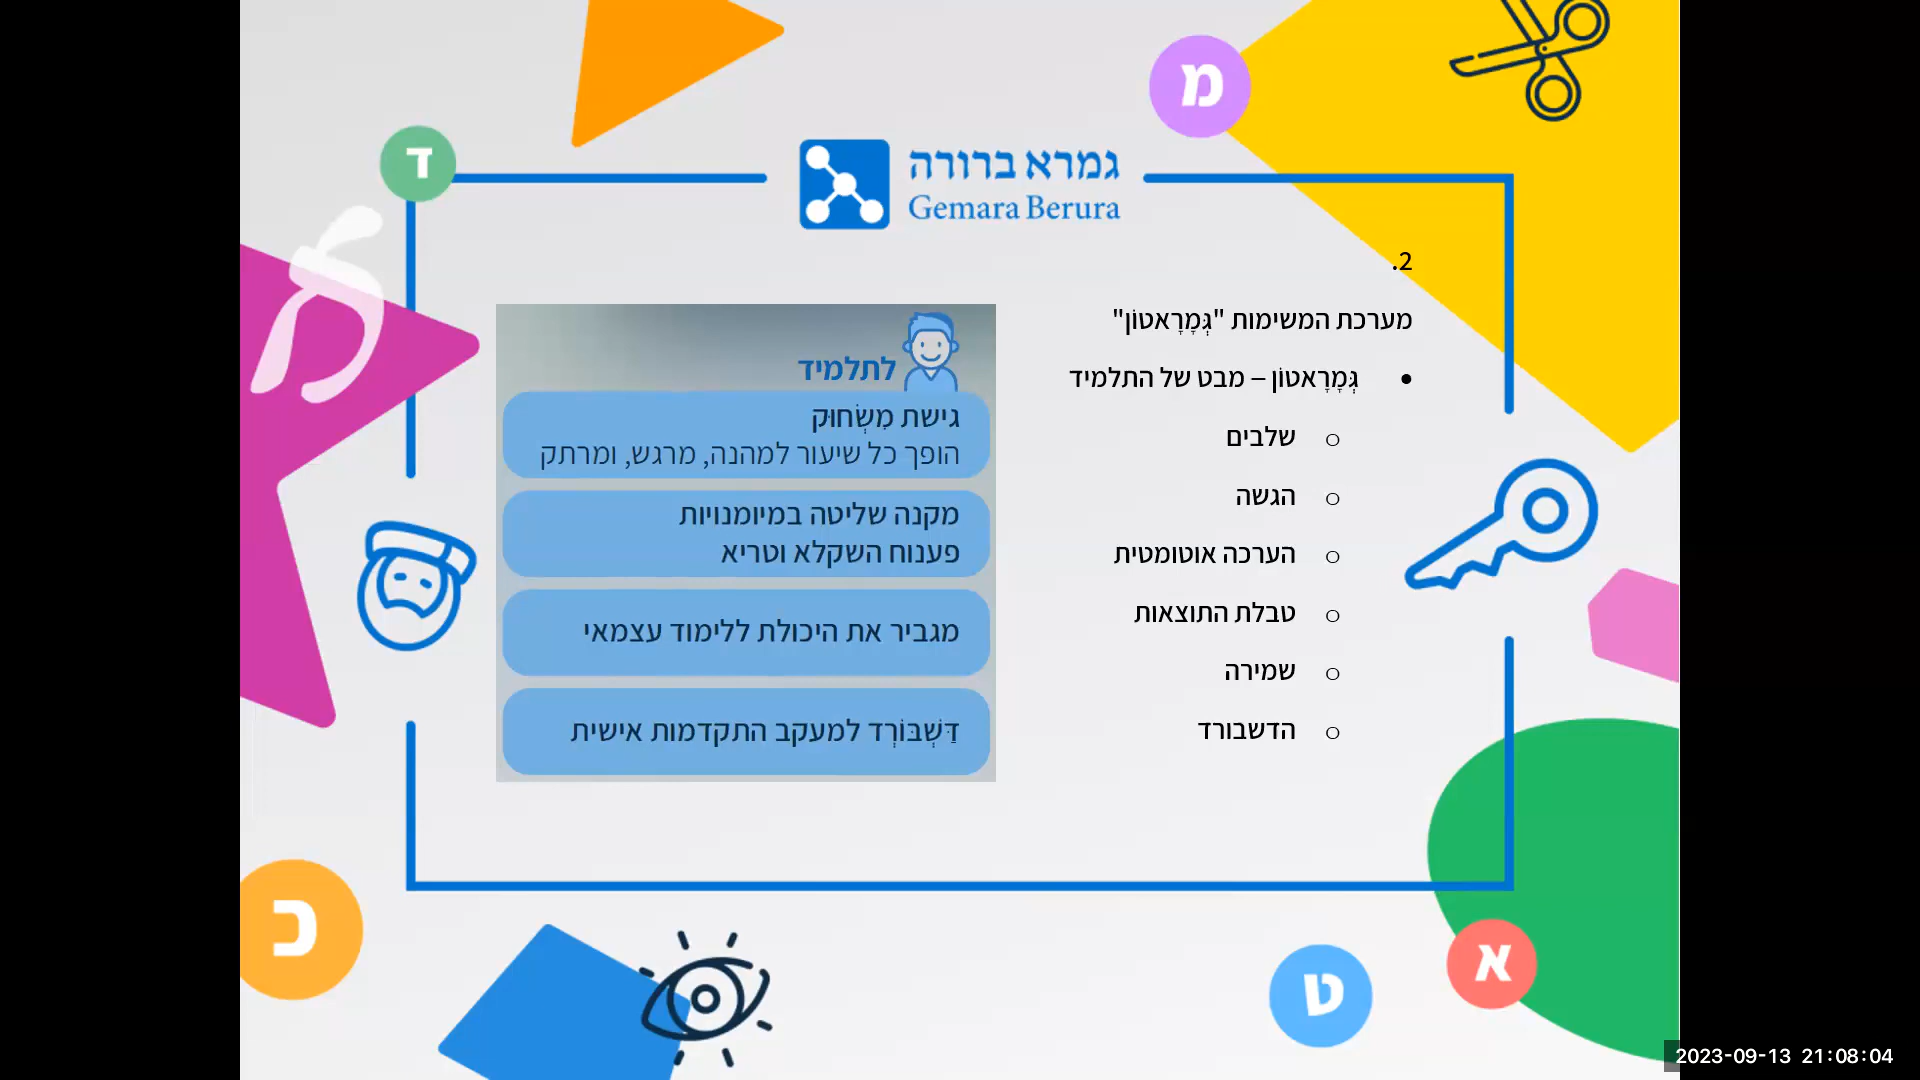 מ
ד
גמרא ברורה
Gemara Berura
2.
מערכת המשימות "גְּמָרָאטוֹן"
• גְּמָרָאטוֹן – מבט של התלמיד
o שלבים
o הגשה
o הערכה אוטומטית
o טבלת התוצאות
o שמירה
o הדשבורד
לתלמיד
גישת מִשְׂחוּק
הופך כל שיעור למהנה, מרגש, ומרתק
מקנה שליטה במיומנויות
פענוח השקלא וטריא
מגביר את היכולת ללימוד עצמאי
דַּשְׁבּוֹרְד למעקב התקדמות אישית
ל
כ
ט
א
2023-09-13 21:08:04